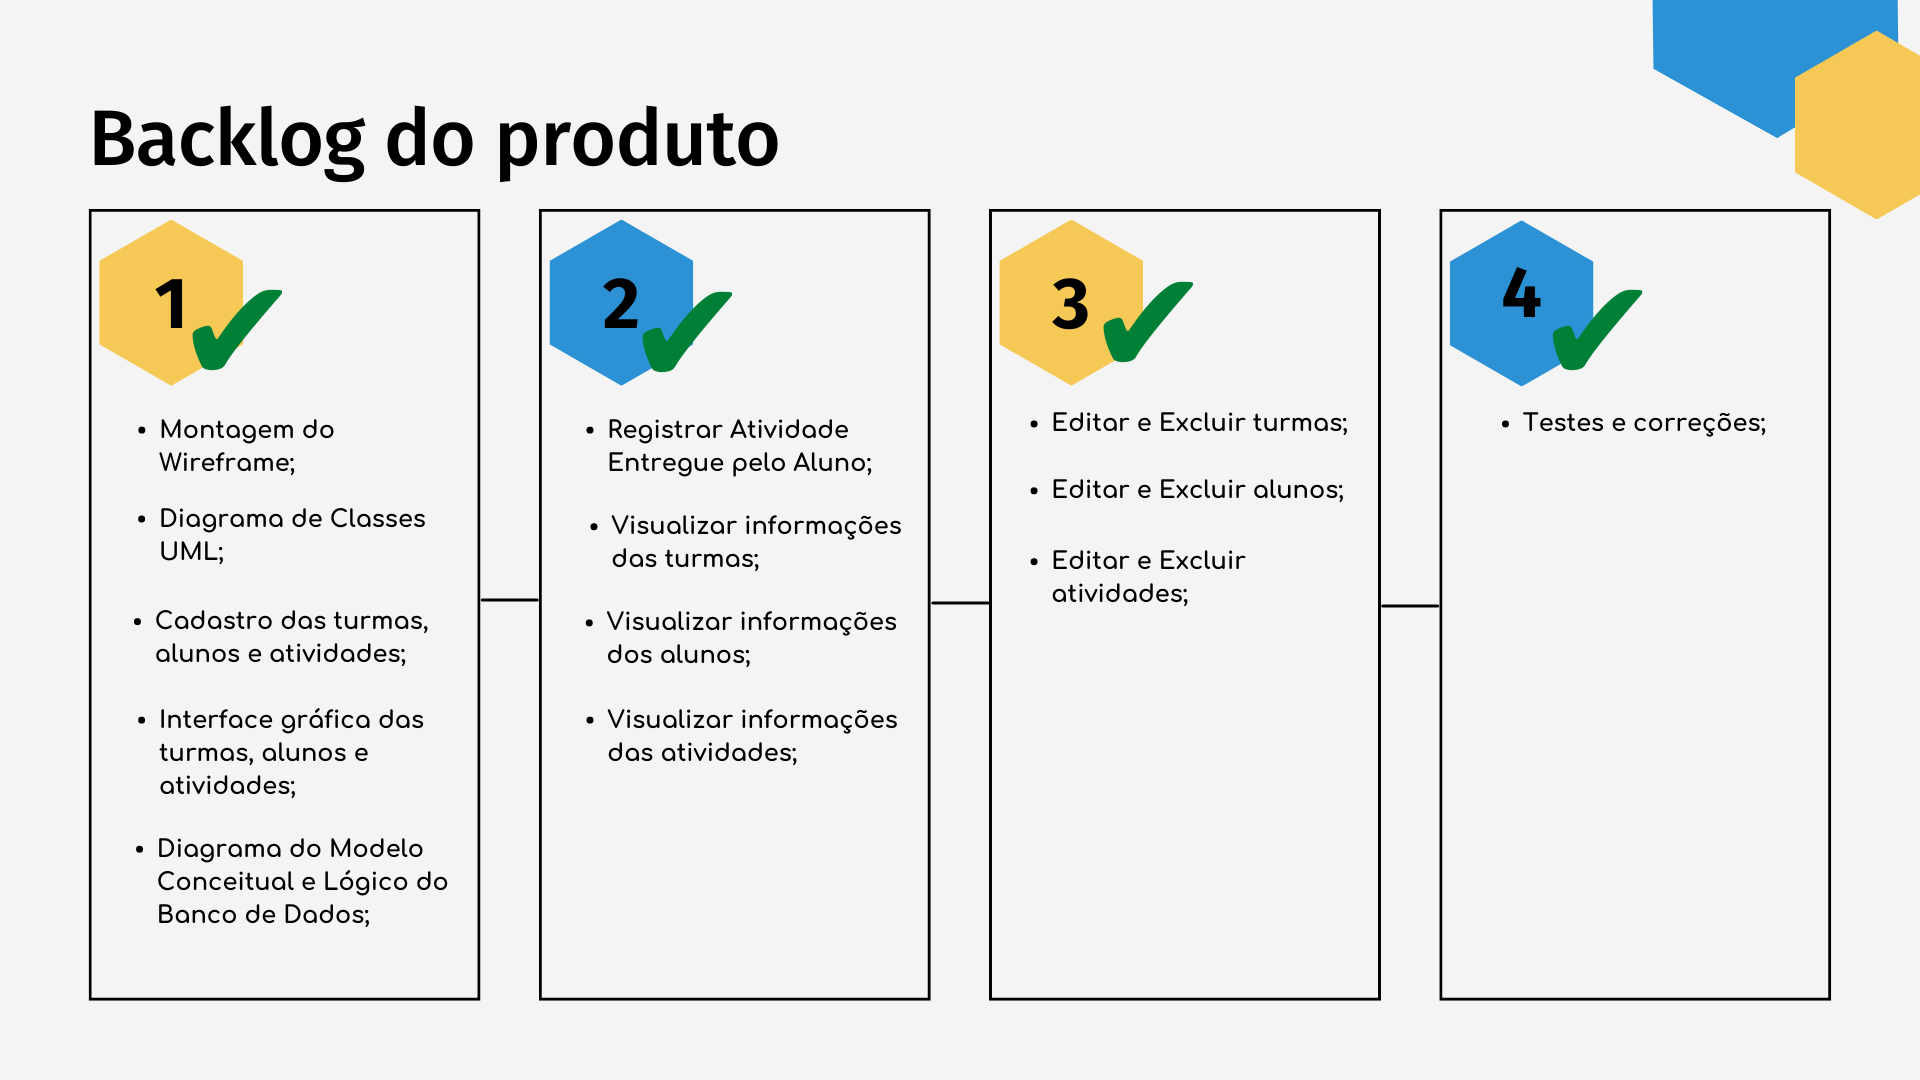 Backlog do produto
1
• Montagem do
Wireframe;
• Diagrama de Classes
UML;
• Cadastro das turmas,
alunos e atividades;
• Interface gráfica das
turmas, alunos e
atividades;
• Diagrama do Modelo
Conceitual e Lógico do
Banco de Dados;
2
• Registrar Atividade
Entregue pelo Aluno;
• Visualizar informações
das turmas;
• Visualizar informações
dos alunos;
• Visualizar informações
das atividades;
3
• Editar e Excluir turmas;
• Editar e Excluir alunos;
• Editar e Excluir
atividades;
4
• Testes e correções;